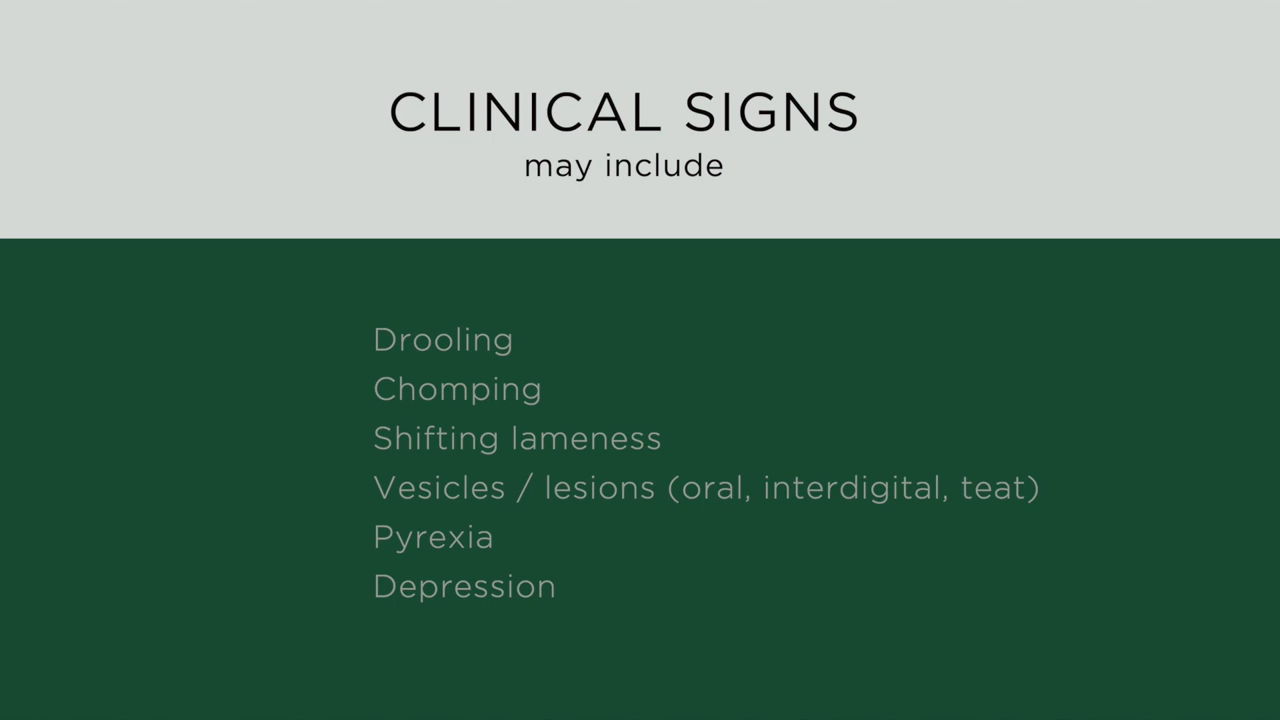 CLINICAL SIGNS
may include
Drooling
Chomping
Shifting lameness
Vesicles / lesions (oral, interdigital, teat)
Pyrexia
Depression